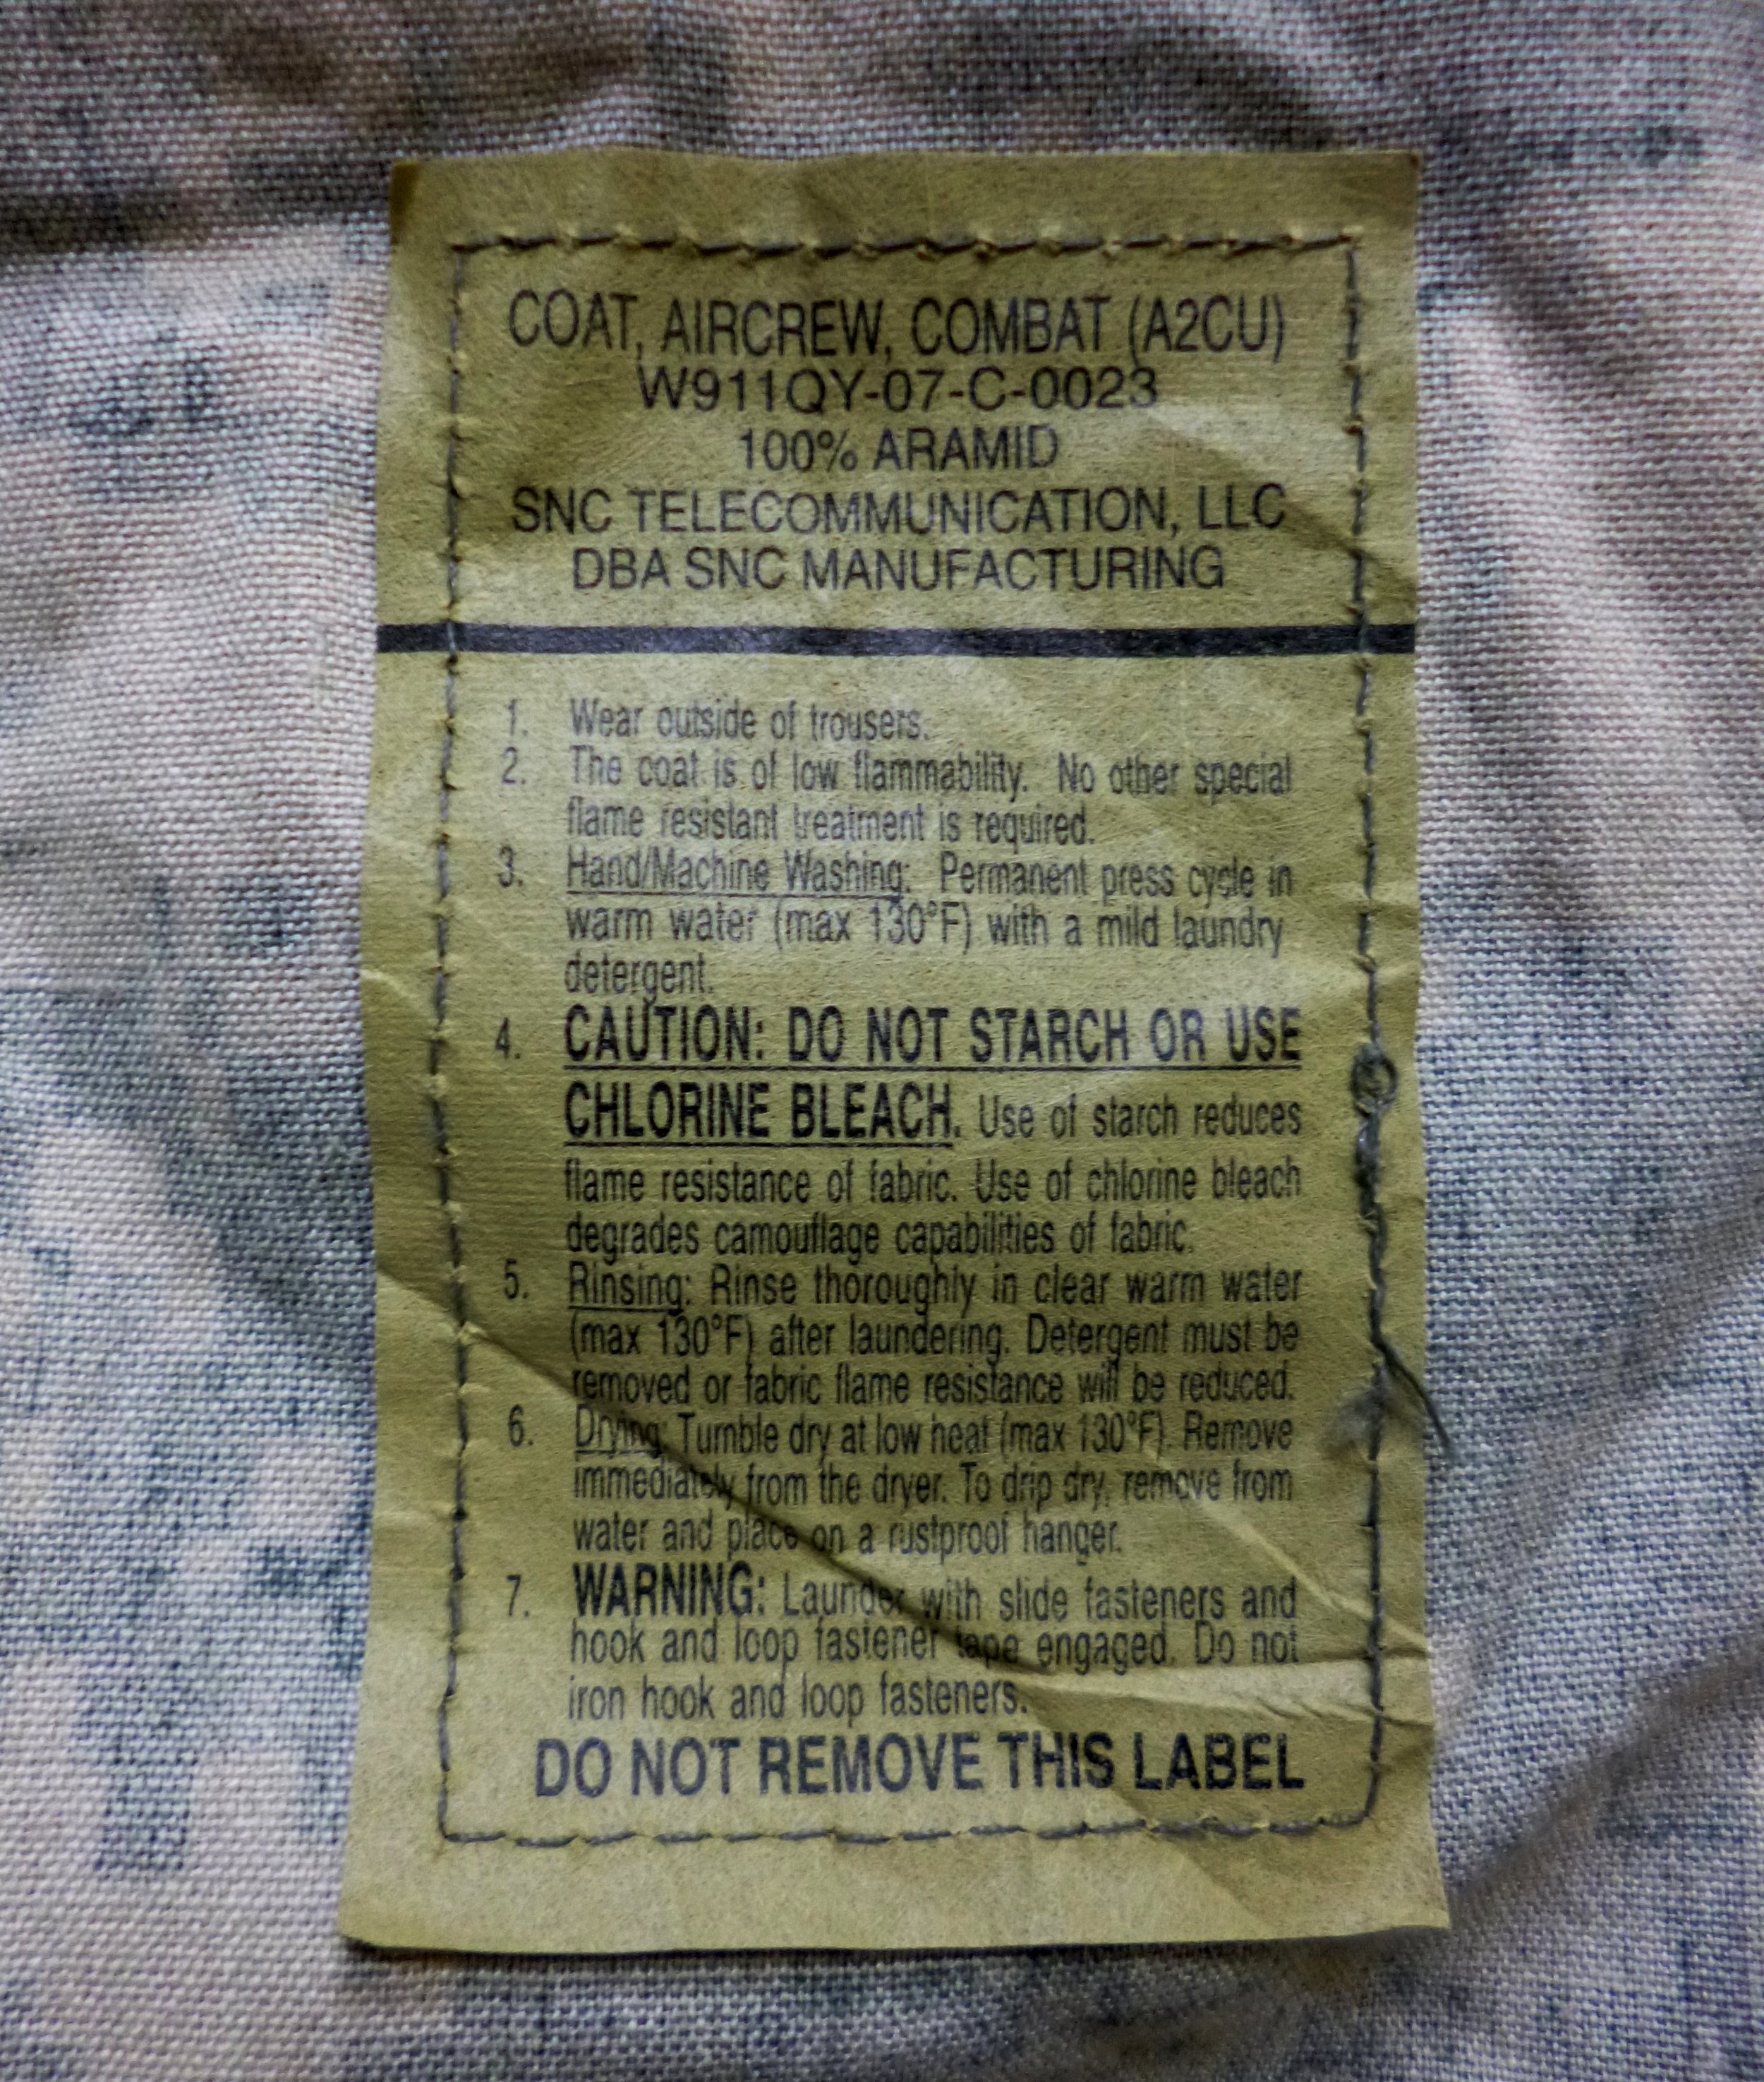 COAT, AIRCREW, COMBAT (A2CU)
W911QY-07-C-0023
100% ARAMID
SNC TELECOMMUNICATION, LLC
DBA SNC MANUFACTURING
1. Wear outside of trousers.
2. The coat is of low flammability. No other special
flame resistant treatment is required.
3. Hand/Machine Washing: Permanent press cycle in
warm water (max 130°F) with a mild laundry
detergent.
4. CAUTION: DO NOT STARCH OR USE
CHLORINE BLEACH. Use of starch reduces
flame resistance of fabric. Use of chlorine bleach
degrades camouflage capabilities of fabric.
5. Rinsing: Rinse thoroughly in clear warm water
(max 130°F) after laundering. Detergent must be
removed or fabric flame resistance will be reduced.
6. Drying: Tumble dry at low heat (max 130°F). Remove
immediately from the dryer. To drip dry, remove from
water and place on a rustproof hanger.
7. WARNING: Launder with slide fasteners and
hook and loop fastener tape engaged. Do not
iron hook and loop fasteners.
DO NOT REMOVE THIS LABEL